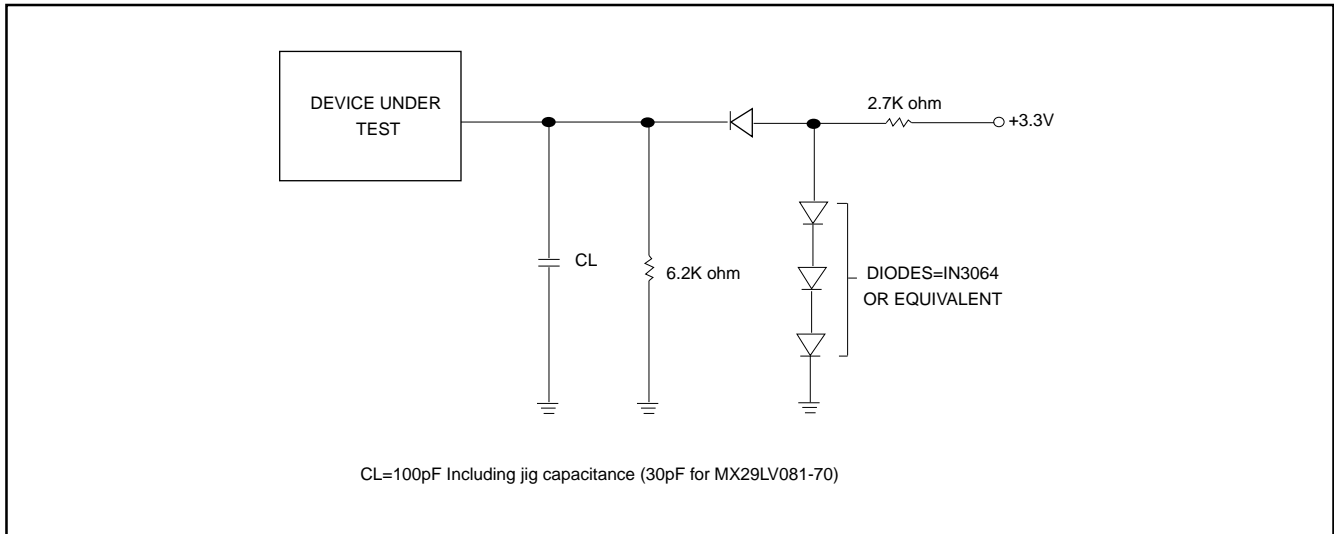 DEVICE UNDER
TEST
2.7K ohm
+3.3V
CL
6.2K ohm
DIODES=IN3064
OR EQUIVALENT
CL=100pF Including jig capacitance (30pF for MX29LV081-70)